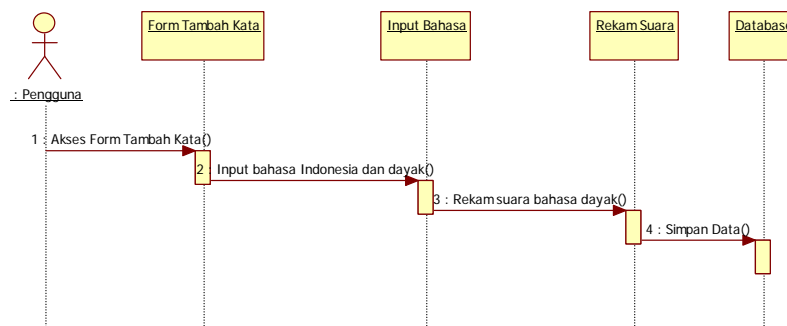 Form Tambah Kata
Input Bahasa
Rekam Suara
Database
: Pengguna
1 : Akses Form Tambah Kata()
2 : Input bahasa Indonesia dan dayak()
3 : Rekam suara bahasa dayak()
4 : Simpan Data()